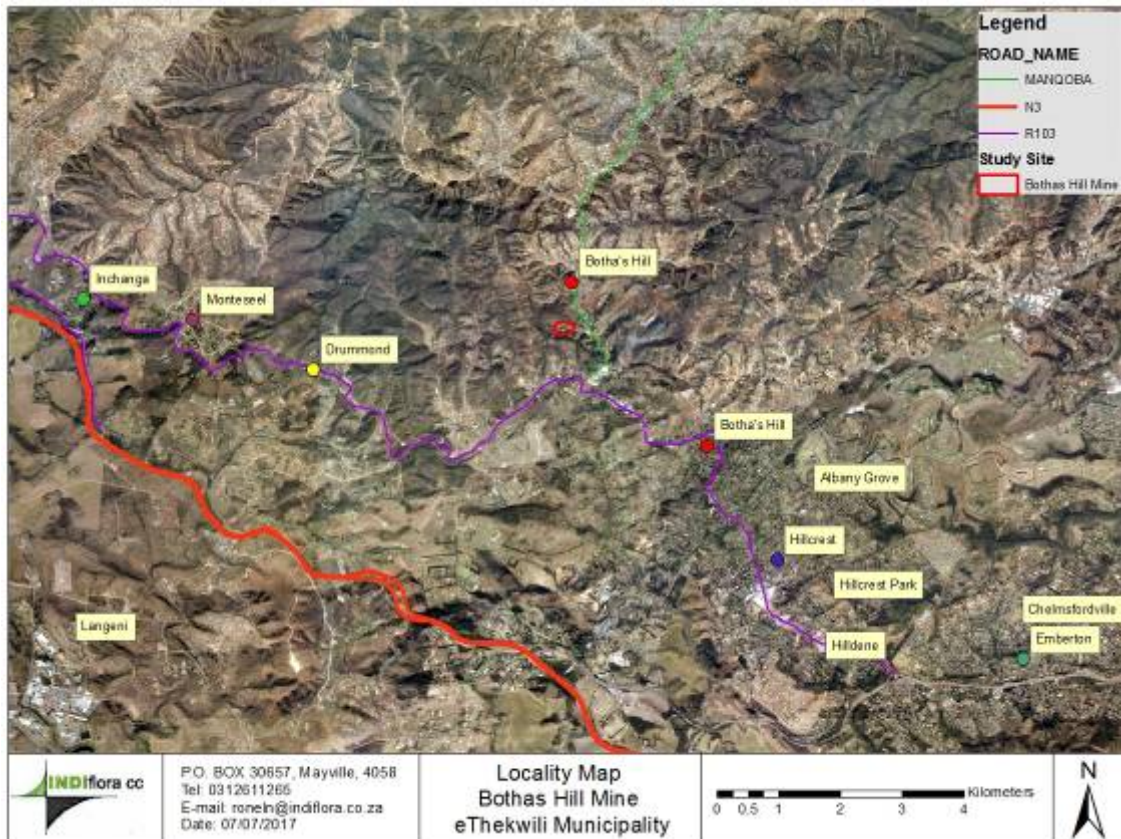 Legend
ROAD_NAME
MANQOBA
N3
R103
Study Site
Bothas Hill Mine
Botha's Hill
Inchanga
Monteseel
Drummond
Botha's Hill
Albany Grove
Hillcrest
Hillcrest Park
Chelmsfordville
Langeni
Emberton
Hilldene
INDIflora cc
P.O. BOX 30657, Mayville, 4058
Tel: 0312611265
E-mail: roneln@indiflora.co.za
Date: 07/07/2017
Locality Map
Bothas Hill Mine
eThekwili Municipality
Kilometers
0 0.5 1 2 3 4
N